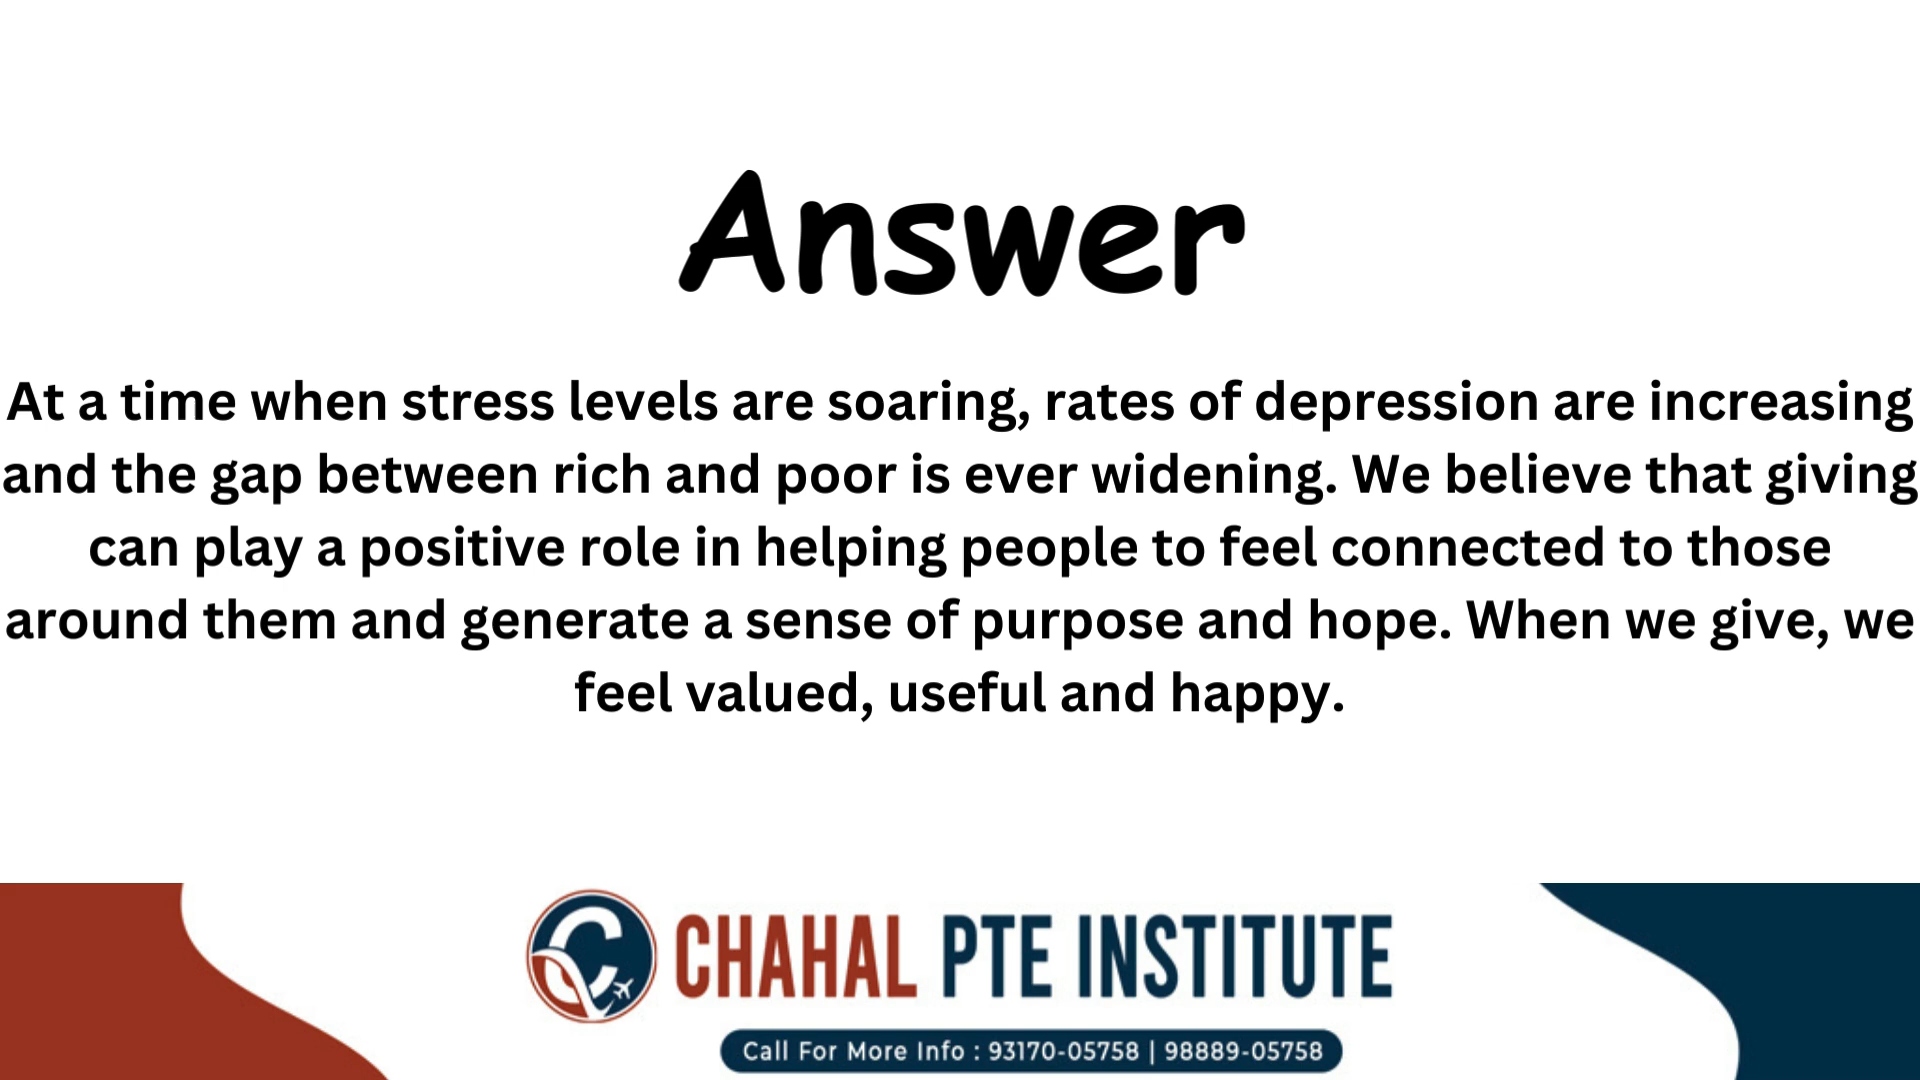 Answer
At a time when stress levels are soaring, rates of depression are increasing
and the gap between rich and poor is ever widening. We believe that giving
can play a positive role in helping people to feel connected to those
around them and generate a sense of purpose and hope. When we give, we
feel valued, useful and happy.
CHAHAL PTE INSTITUTE
Call For More Info : 93170-05758 | 98889-05758